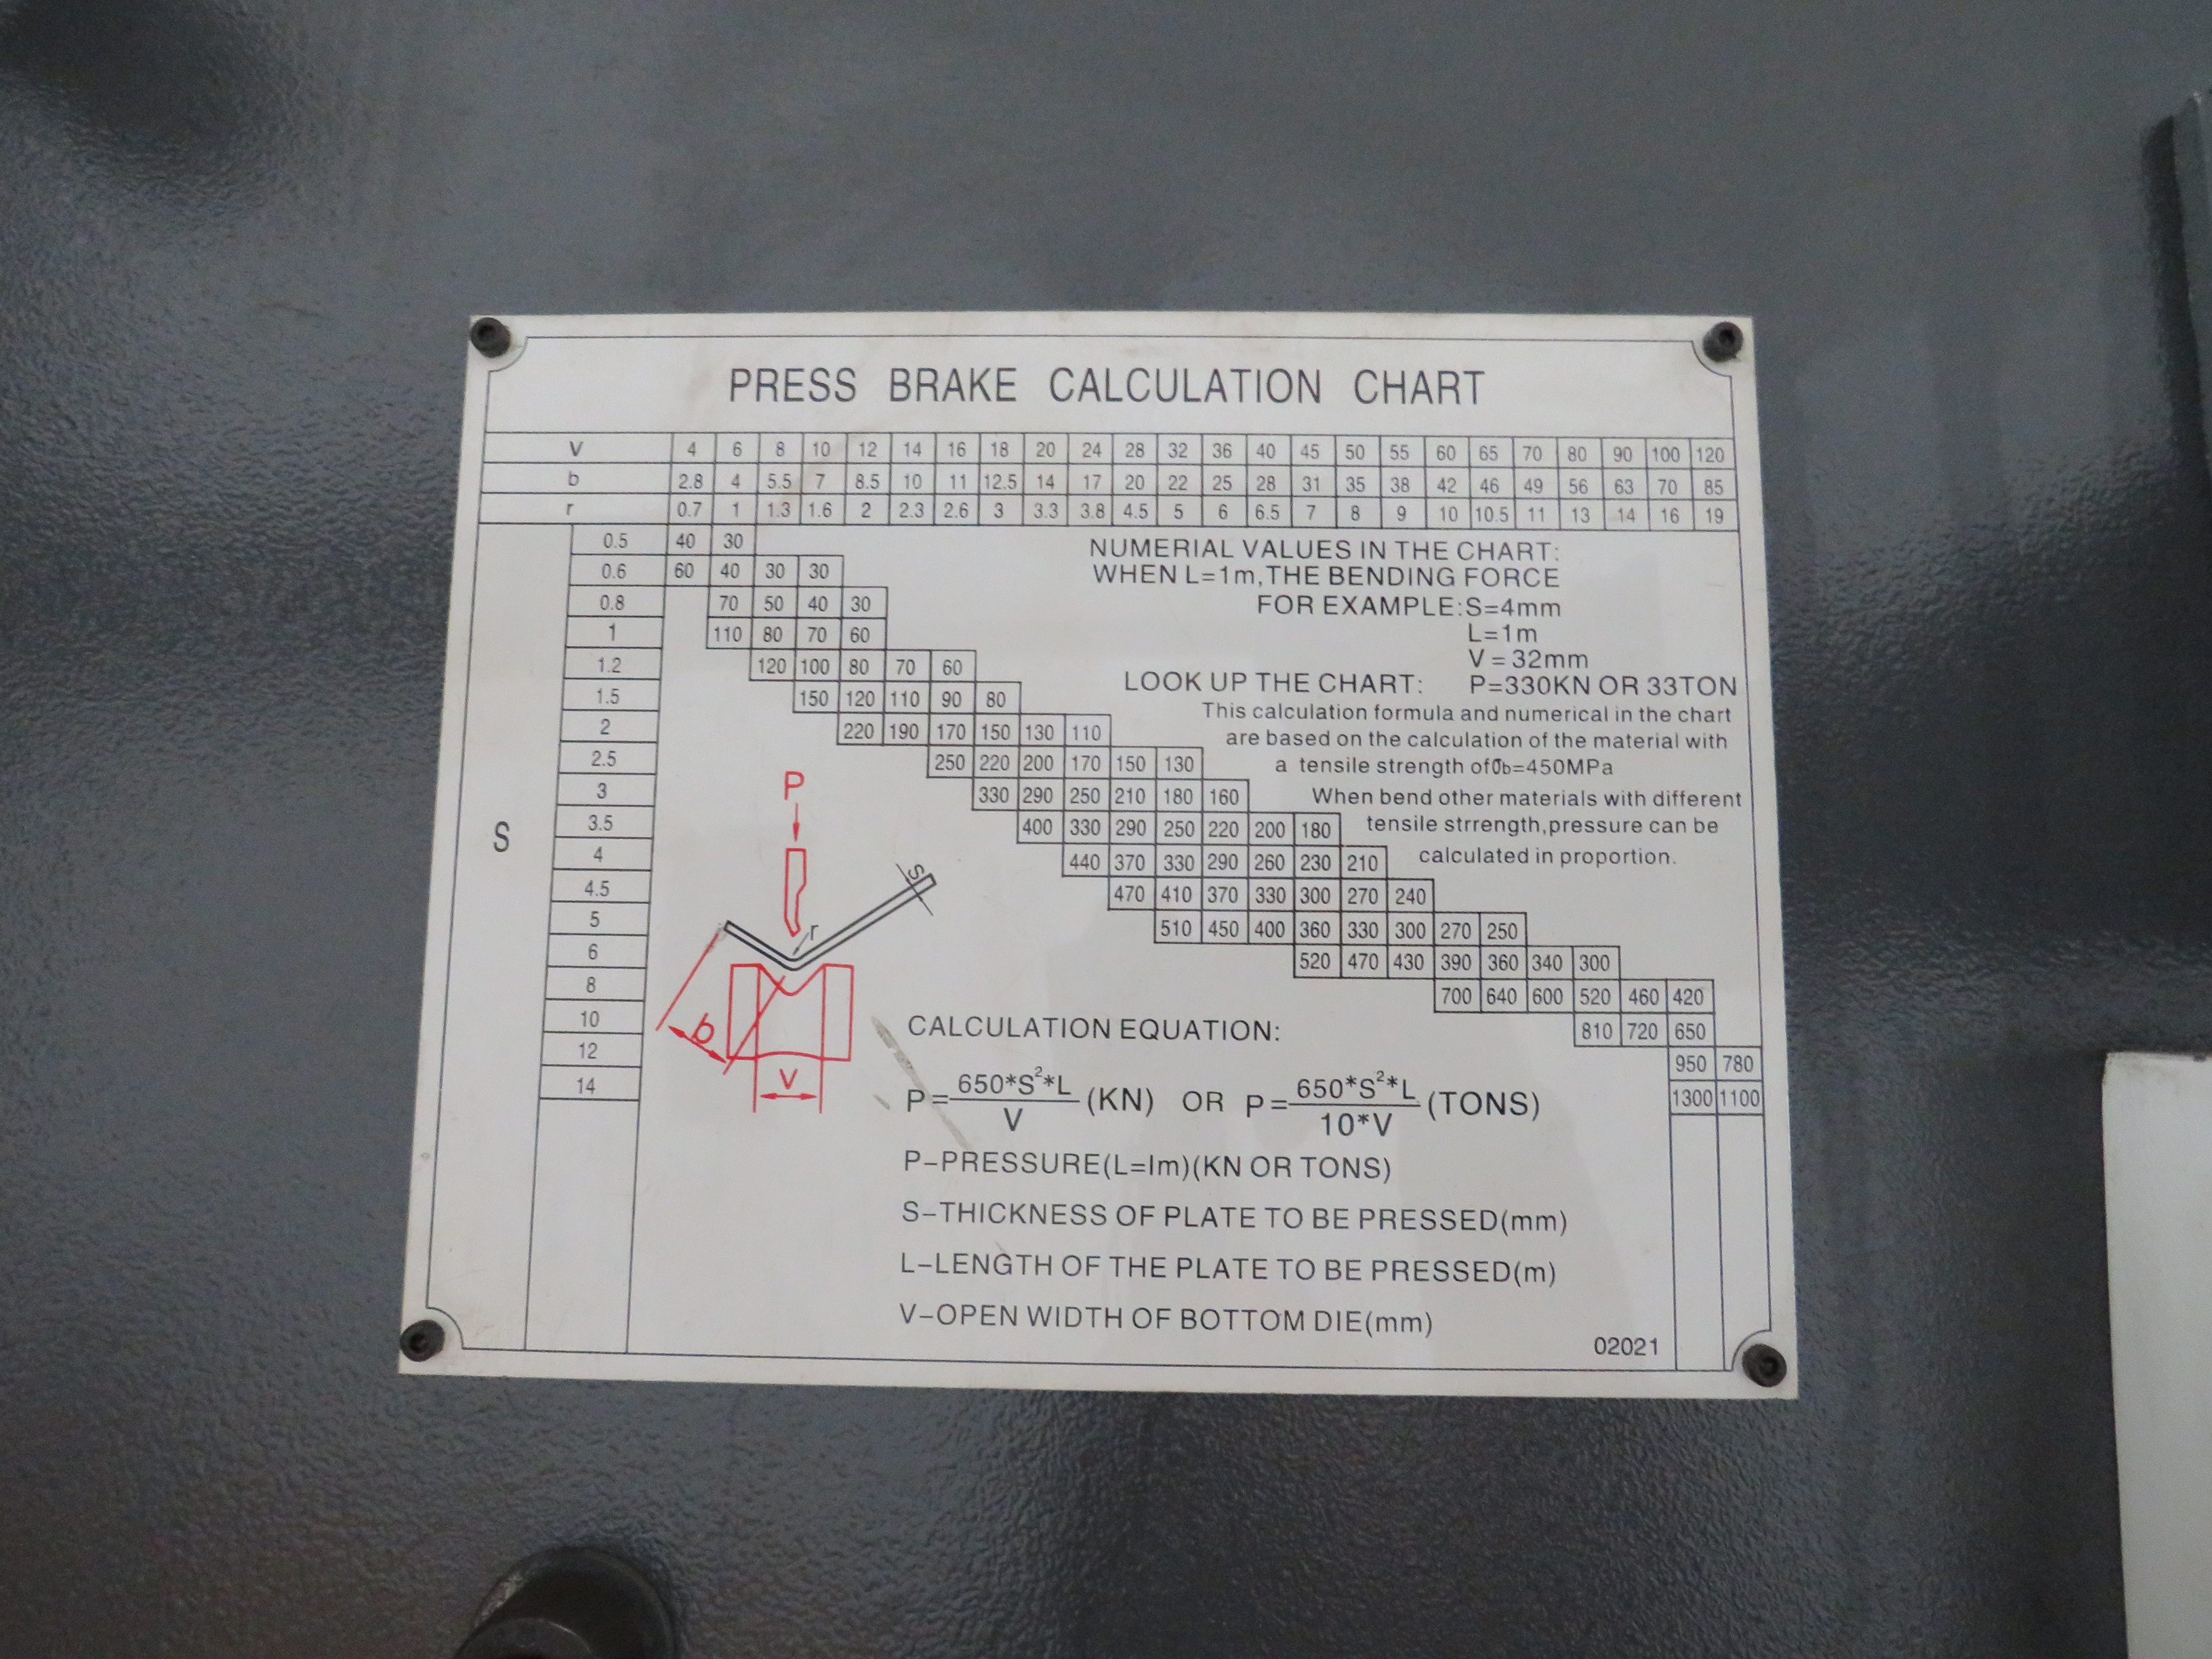 PRESS BRAKE CALCULATION CHART
V 4 6 8 10 12 14 16 18 20 24 28 32 36 40 45 50 55 60 65 70 80 90 100 120
b 2.8 4 5.5 7 8.5 10 11 12.5 14 17 20 22 25 28 31 35 38 42 46 49 56 63 70 85
r 0.7 1 1.3 1.6 2 2.3 2.6 3 3.3 3.8 4.5 5 6 6.5 7 8 9 10 10.5 11 13 14 16 19
S
0.5 40 30
0.6 60 40 30 30
0.8 70 50 40 30
1 110 80 70 60
1.2 120 100 80 70 60
1.5 150 120 110 90 80
2 220 190 170 150 130 110
2.5 250 220 200 170 150 130
3 330 290 250 210 180 160
3.5 400 330 290 250 220 200 180
4 440 370 330 290 260 230 210
4.5 470 410 370 330 300 270 240
5 510 450 400 360 330 300 270 250
6 520 470 430 390 360 340 300
8 700 640 600 520 460 420
10 810 720 650
12 950 780
14 1300 1100
NUMERIAL VALUES IN THE CHART:
WHEN L=1m,THE BENDING FORCE
FOR EXAMPLE:S=4mm
L=1m
V=32mm
LOOK UP THE CHART: P=330KN OR 33TON
This calculation formula and numerical in the chart
are based on the calculation of the material with
a tensile strength of σb=450MPa
When bend other materials with different
tensile strrength,pressure can be
calculated in proportion.
P
S
r
b
V
CALCULATION EQUATION:
P=650*S²*L/V (KN) OR P=650*S²*L/10*V (TONS)
P-PRESSURE(L=lm)(KN OR TONS)
S-THICKNESS OF PLATE TO BE PRESSED(mm)
L-LENGTH OF THE PLATE TO BE PRESSED(m)
V-OPEN WIDTH OF BOTTOM DIE(mm)
02021